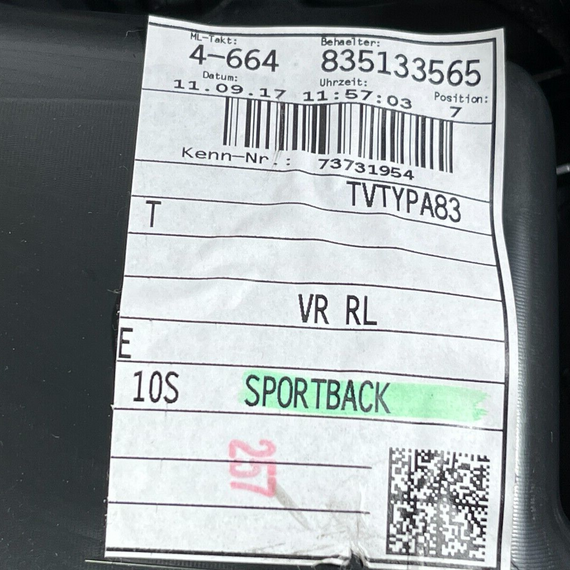 ML-Takt: Behaelter:
4-664 835133565
Datum: Uhrzeit: Position:
11.09.17 11:57:03 7
Kenn-Nr.: 73731954
TVTYPA83
T
VR RL
E
10S SPORTBACK
257